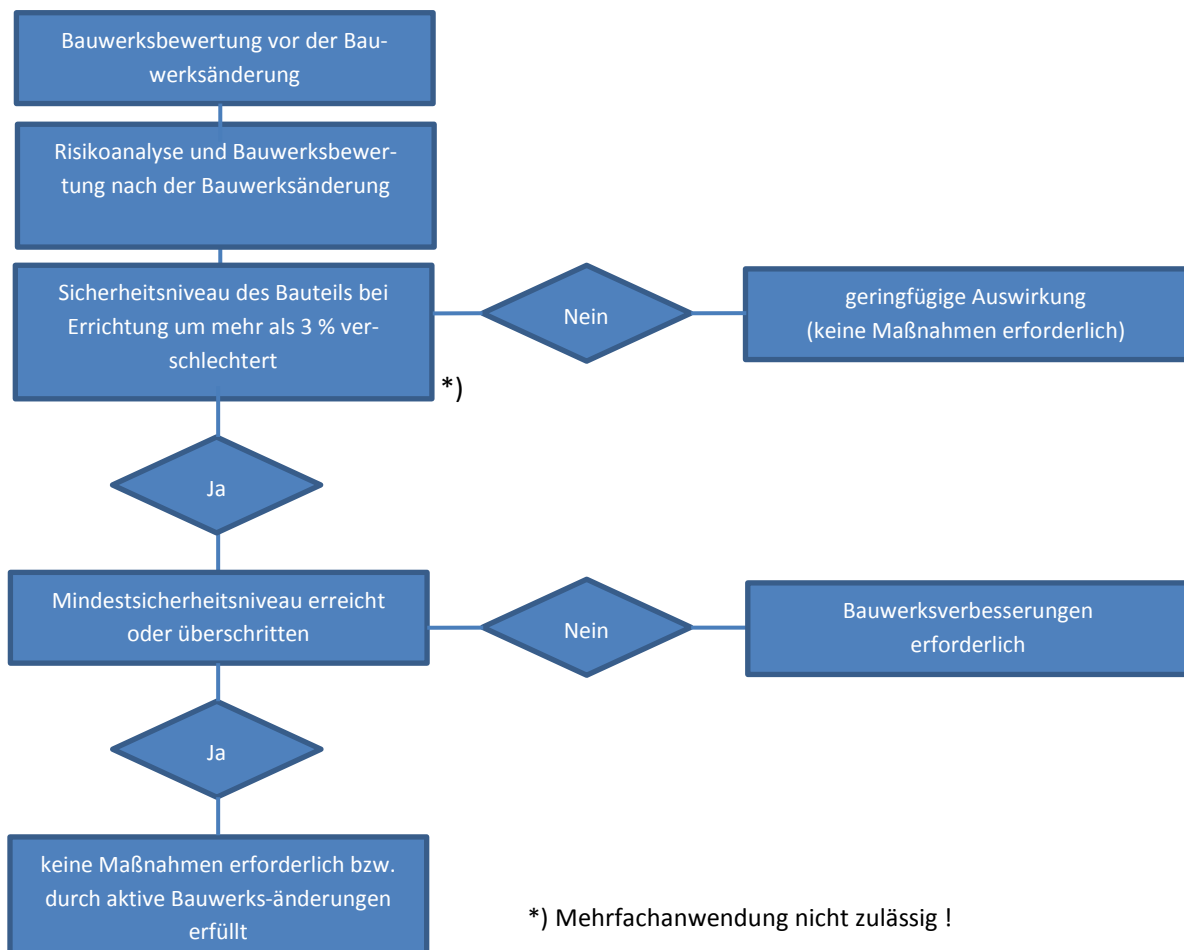 Bauwerksbewertung vor der Bau-
werksänderung
Risikoanalyse und Bauwerksbewer-
tung nach der Bauwerksänderung
Sicherheitsniveau des Bauteils bei
Errichtung um mehr als 3 % ver-
schlechtert
*)
Nein
geringfügige Auswirkung
(keine Maßnahmen erforderlich)
Ja
Mindestsicherheitsniveau erreicht
oder überschritten
Nein
Bauwerksverbesserungen
erforderlich
Ja
keine Maßnahmen erforderlich bzw.
durch aktive Bauwerks-änderungen
erfüllt
*) Mehrfachanwendung nicht zulässig !